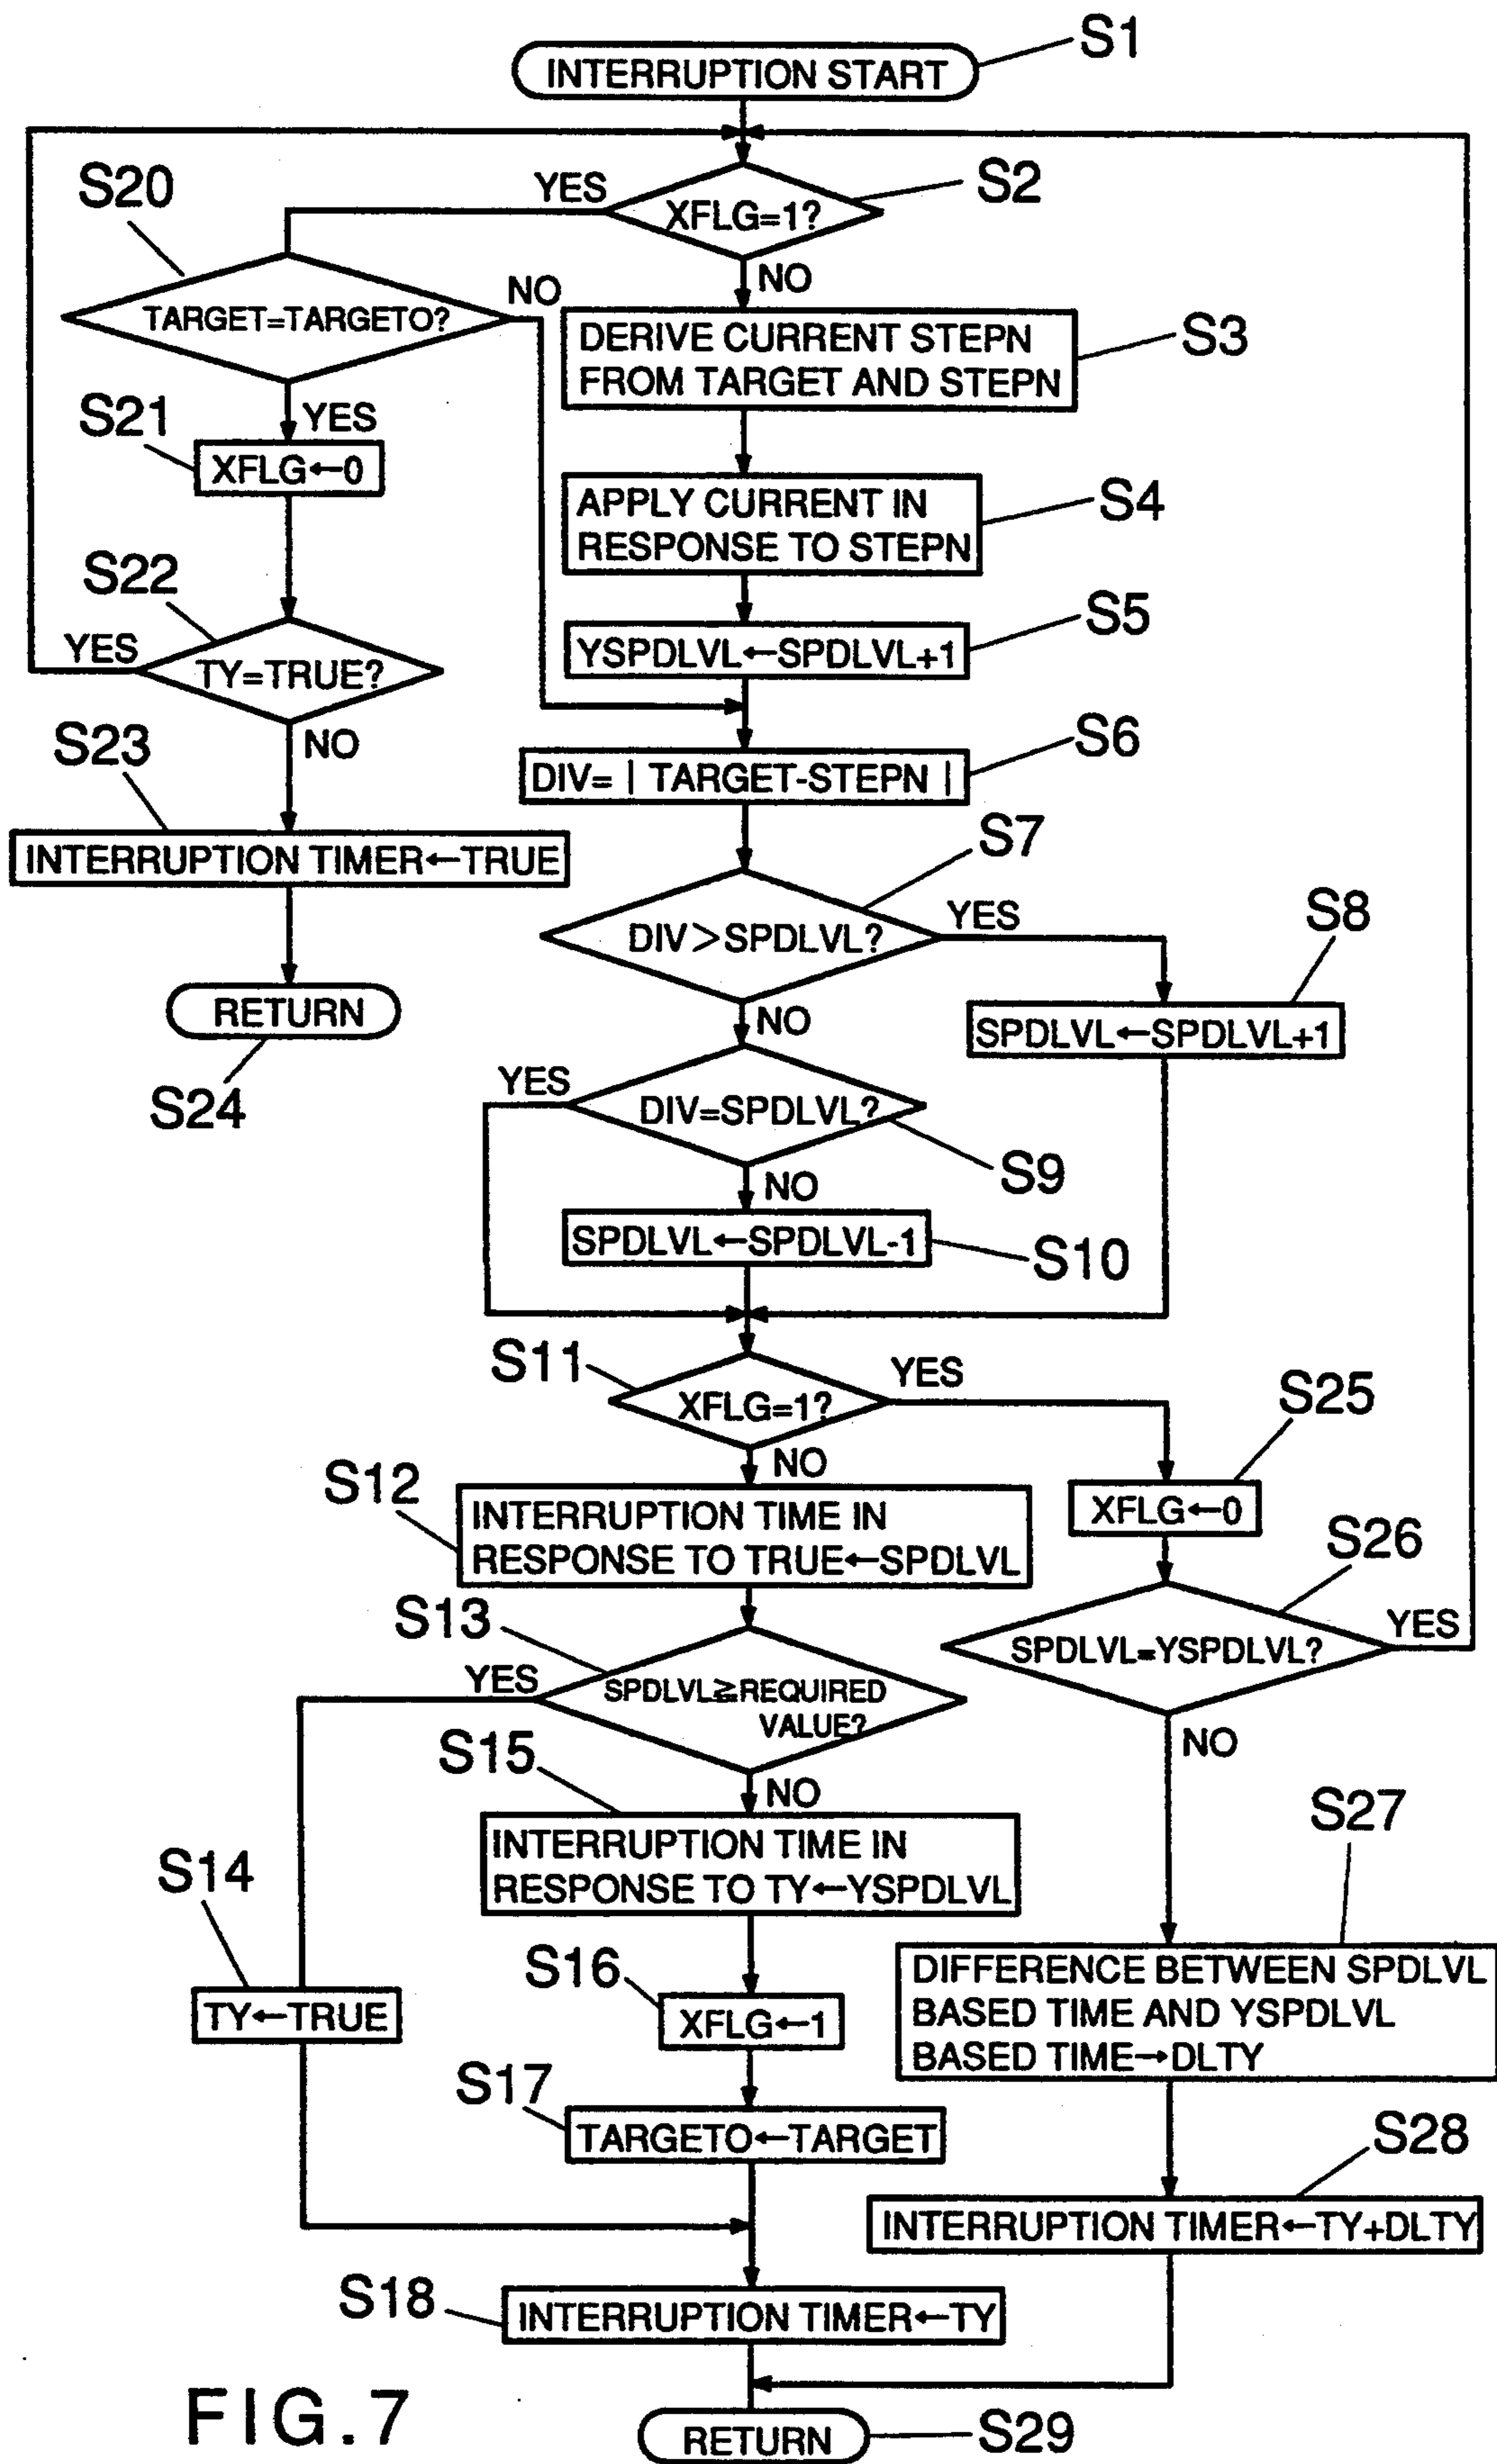 S1
INTERRUPTION START
S20
YES
S2
XFLG=1?
NO
NO
TARGET=TARGETO?
DERIVE CURRENT STEPN
FROM TARGET AND STEPN
S3
S21
YES
XFLG←0
APPLY CURRENT IN
RESPONSE TO STEPN
S4
S22
YES
TY=TRUE?
NO
S5
YSPDLVL←SPDLVL+1
S23
S6
DIV= | TARGET-STEPN |
INTERRUPTION TIMER←TRUE
S7
DIV>SPDLVL?
YES
NO
S8
SPDLVL←SPDLVL+1
RETURN
S24
YES
DIV=SPDLVL?
S9
NO
SPDLVL←SPDLVL-1
S10
S11
XFLG=1?
YES
NO
S25
XFLG←0
S12
INTERRUPTION TIME IN
RESPONSE TO TRUE←SPDLVL
S26
SPDLVL=YSPDLVL?
YES
NO
S13
YES
SPDLVL≧REQUIRED
VALUE?
NO
S15
INTERRUPTION TIME IN
RESPONSE TO TY←YSPDLVL
S27
S14
TY←TRUE
S16
XFLG←1
DIFFERENCE BETWEEN SPDLVL
BASED TIME AND YSPDLVL
BASED TIME→DLTY
S17
TARGETO←TARGET
S28
INTERRUPTION TIMER←TY+DLTY
S18
INTERRUPTION TIMER←TY
FIG.7
RETURN
S29